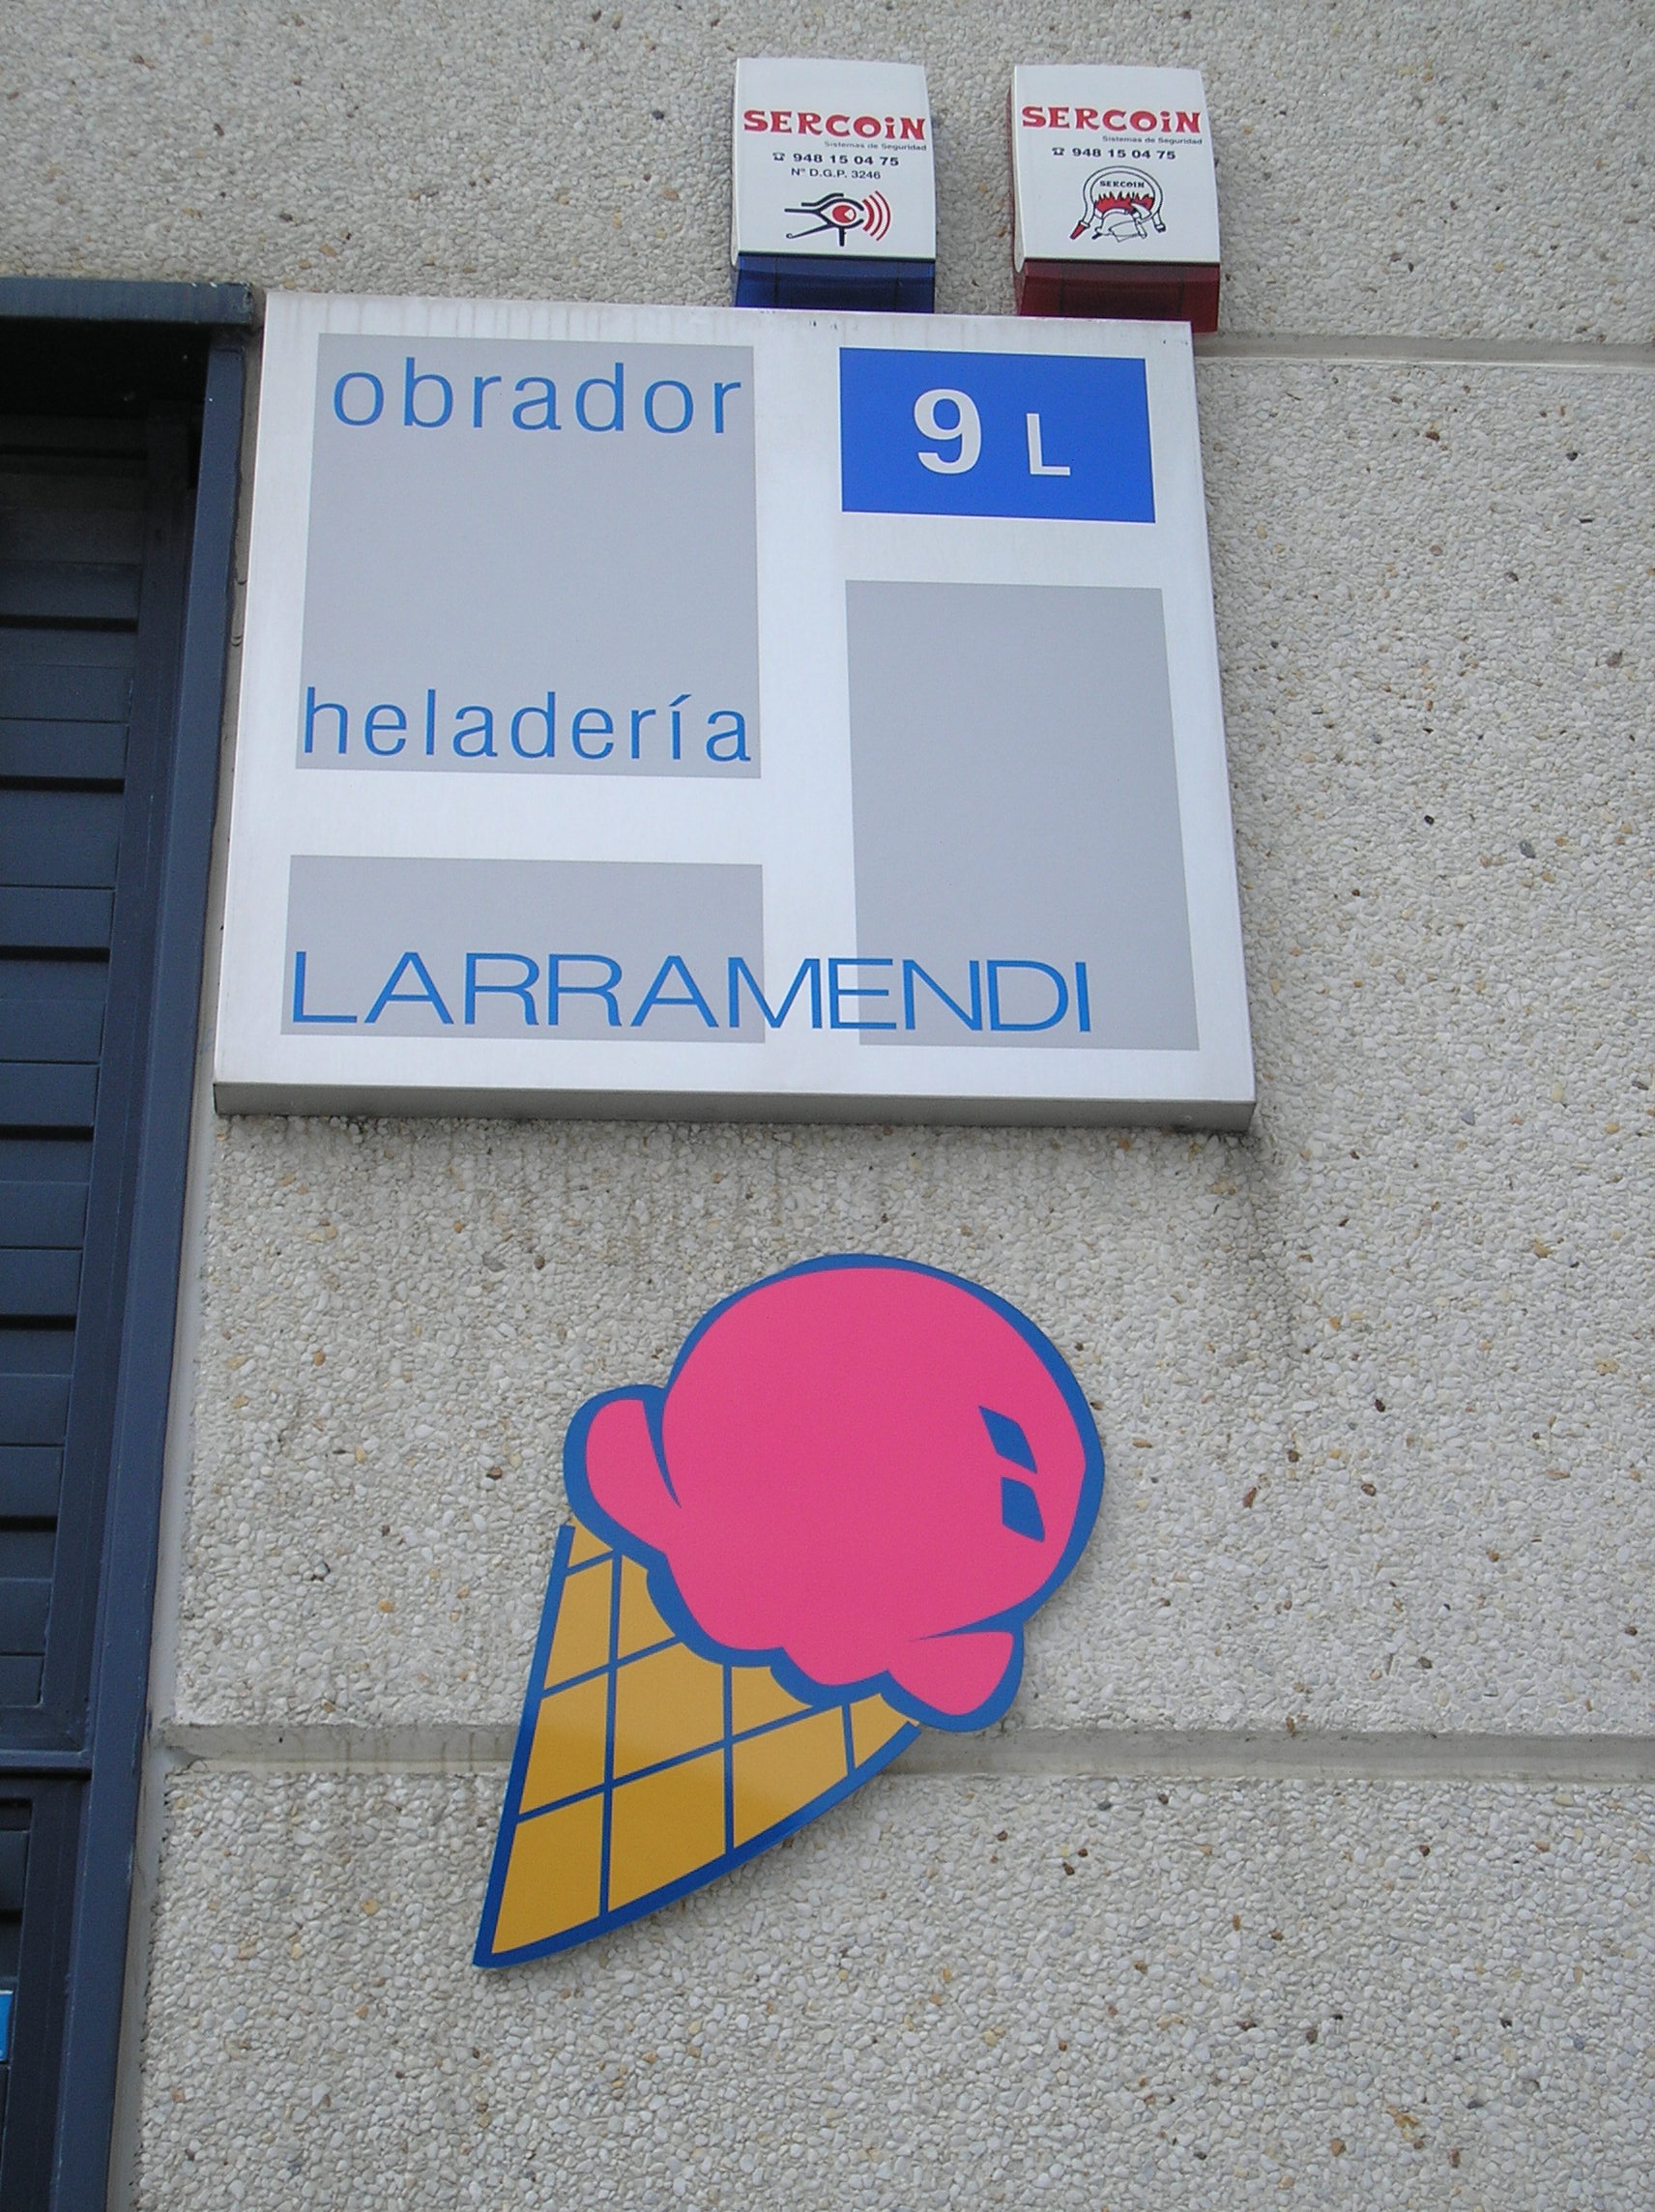 SERCOiN
Sistemas de Seguridad
☎ 948 15 04 75
Nº D.G.P. 3246
SERCOiN
Sistemas de Seguridad
☎ 948 15 04 75
SERCOIN
obrador
9 L
heladería
LARRAMENDI